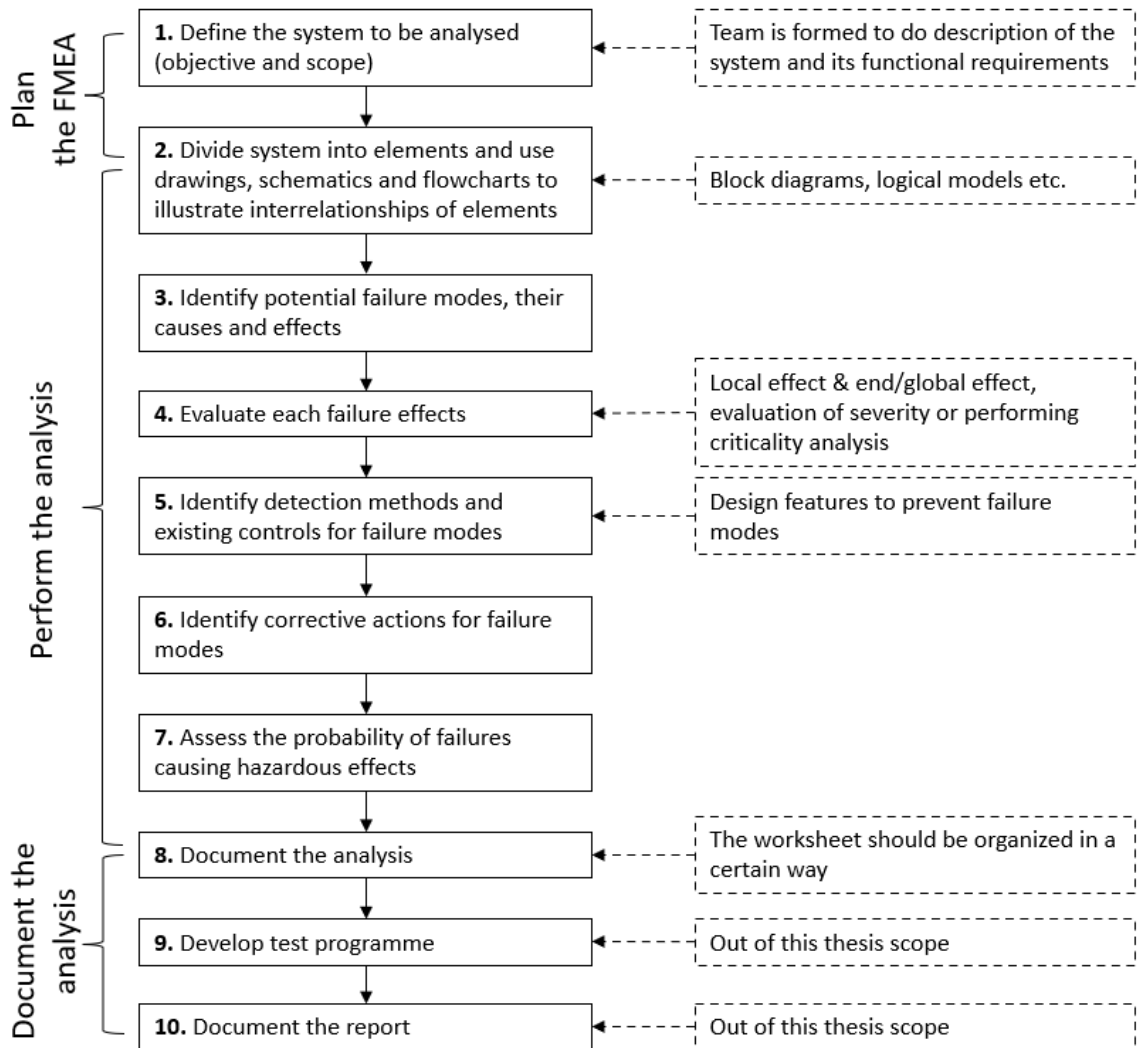 Plan
the FMEA
1. Define the system to be analysed
(objective and scope)
Team is formed to do description of the
system and its functional requirements
2. Divide system into elements and use
drawings, schematics and flowcharts to
illustrate interrelationships of elements
Block diagrams, logical models etc.
Perform the analysis
3. Identify potential failure modes, their
causes and effects
4. Evaluate each failure effects
Local effect & end/global effect,
evaluation of severity or performing
criticality analysis
5. Identify detection methods and
existing controls for failure modes
Design features to prevent failure
modes
6. Identify corrective actions for failure
modes
7. Assess the probability of failures
causing hazardous effects
Document the
analysis
8. Document the analysis
The worksheet should be organized in a
certain way
9. Develop test programme
Out of this thesis scope
10. Document the report
Out of this thesis scope